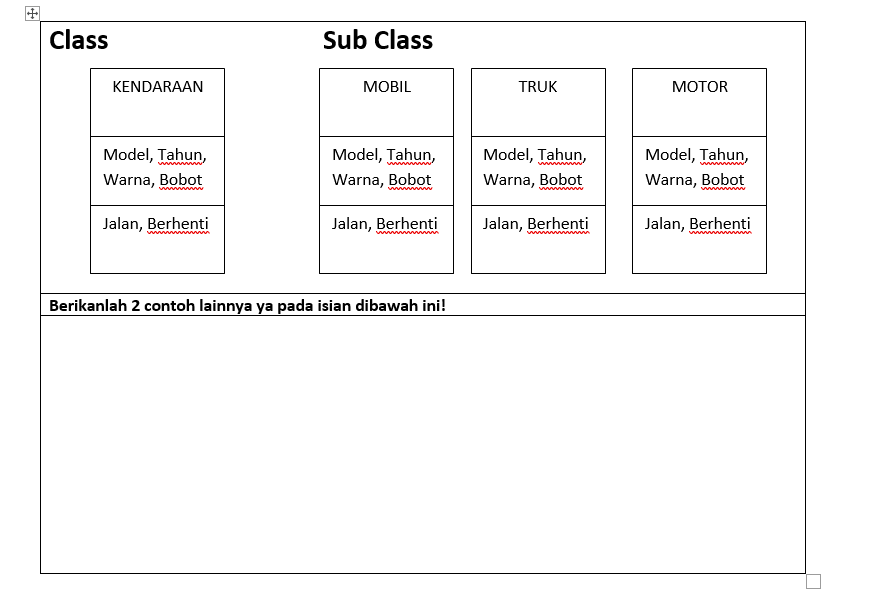 Class
Sub Class
KENDARAAN
Model, Tahun,
Warna, Bobot
Jalan, Berhenti
MOBIL
Model, Tahun,
Warna, Bobot
Jalan, Berhenti
TRUK
Model, Tahun,
Warna, Bobot
Jalan, Berhenti
MOTOR
Model, Tahun,
Warna, Bobot
Jalan, Berhenti
Berikanlah 2 contoh lainnya ya pada isian dibawah ini!